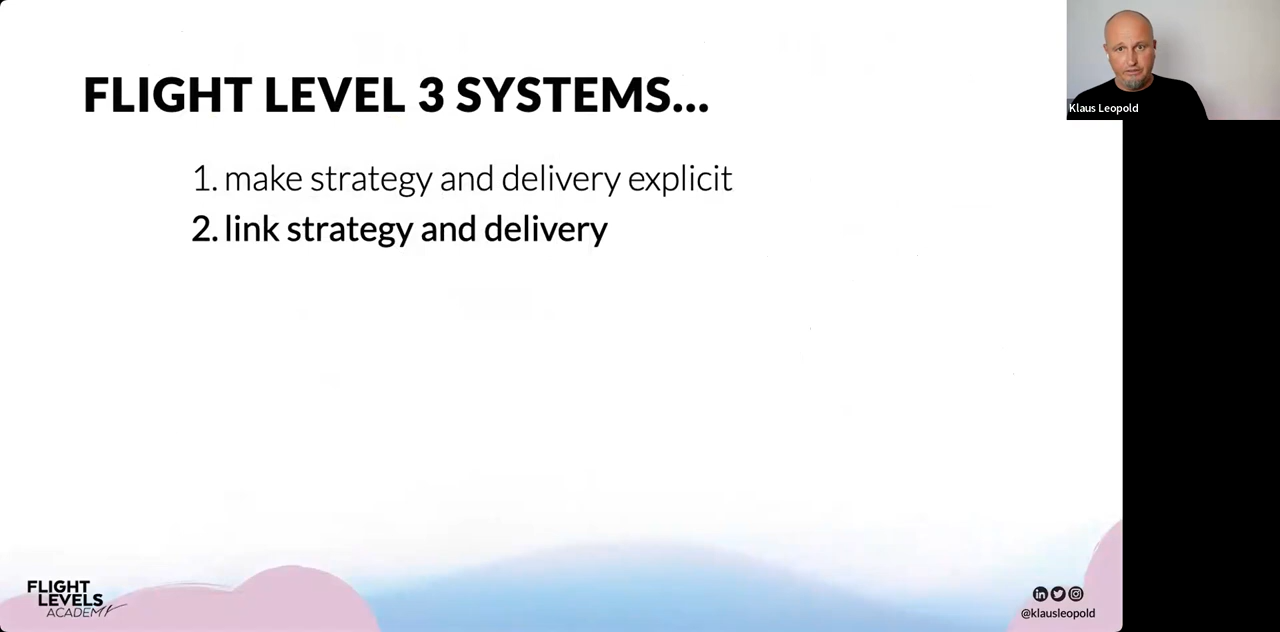 FLIGHT LEVEL 3 SYSTEMS...
Klaus Leopold
1. make strategy and delivery explicit
2. link strategy and delivery
FLIGHT
LEVELS
ACADEMY
@klausleopold